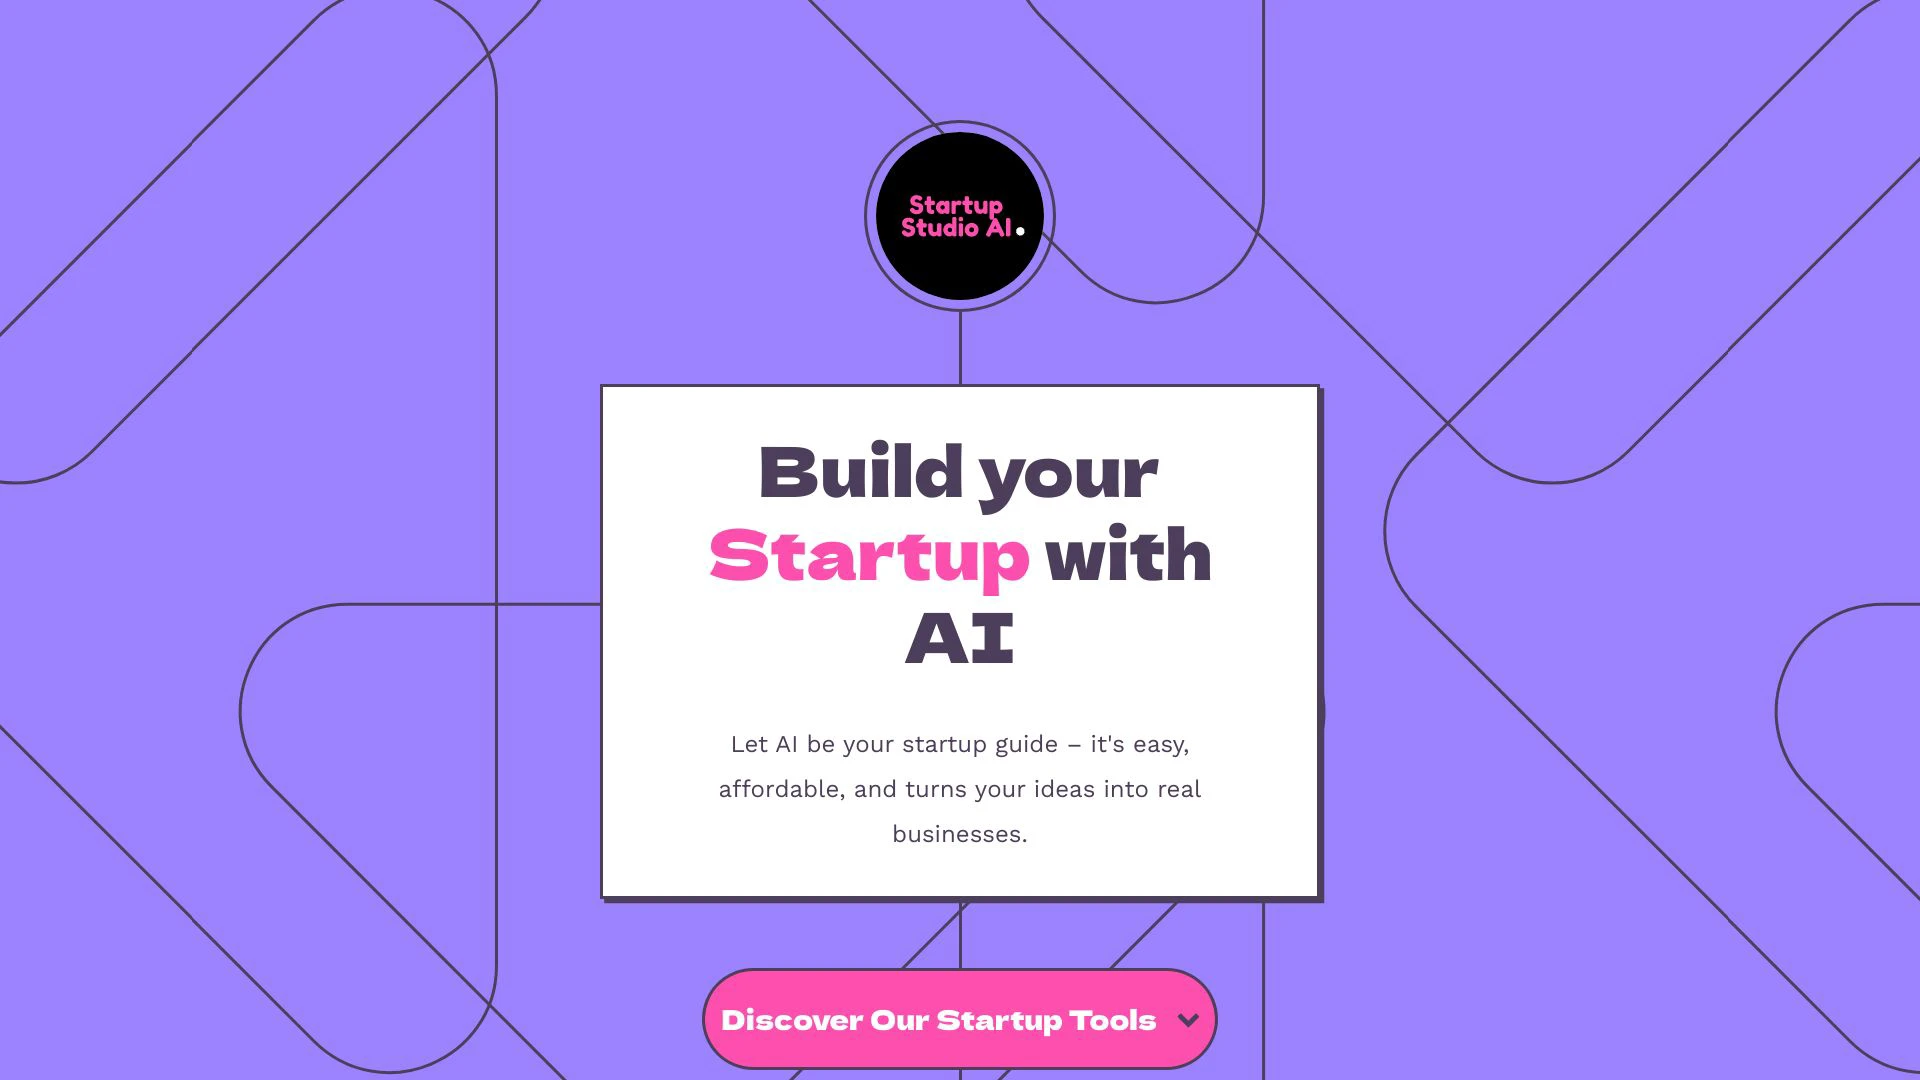 Startup
Studio AI.
Build your
Startup with
AI
Let AI be your startup guide – it's easy,
affordable, and turns your ideas into real
businesses.
Discover Our Startup Tools